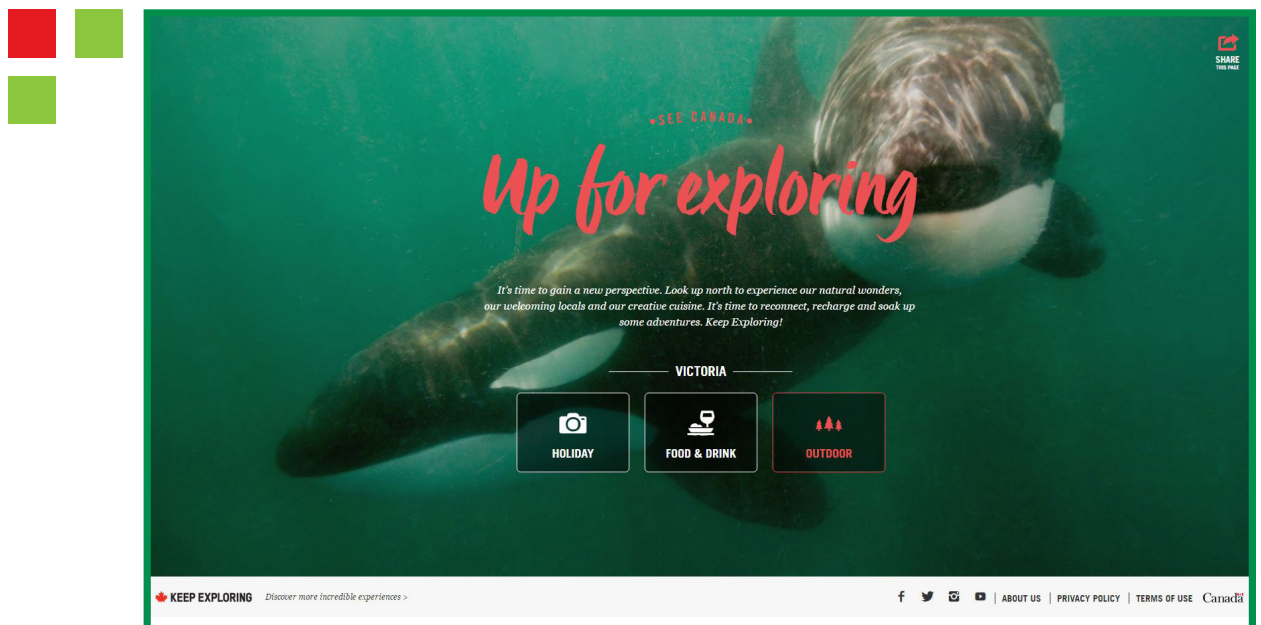 SHARE
THIS PAGE
•SEE CANADA•
Up for exploring
It's time to gain a new perspective. Look up north to experience our natural wonders,
our welcoming locals and our creative cuisine. It's time to reconnect, recharge and soak up
some adventures. Keep Exploring!
VICTORIA
HOLIDAY
FOOD & DRINK
OUTDOOR
KEEP EXPLORING Discover more incredible experiences >
| ABOUT US | PRIVACY POLICY | TERMS OF USE Canada